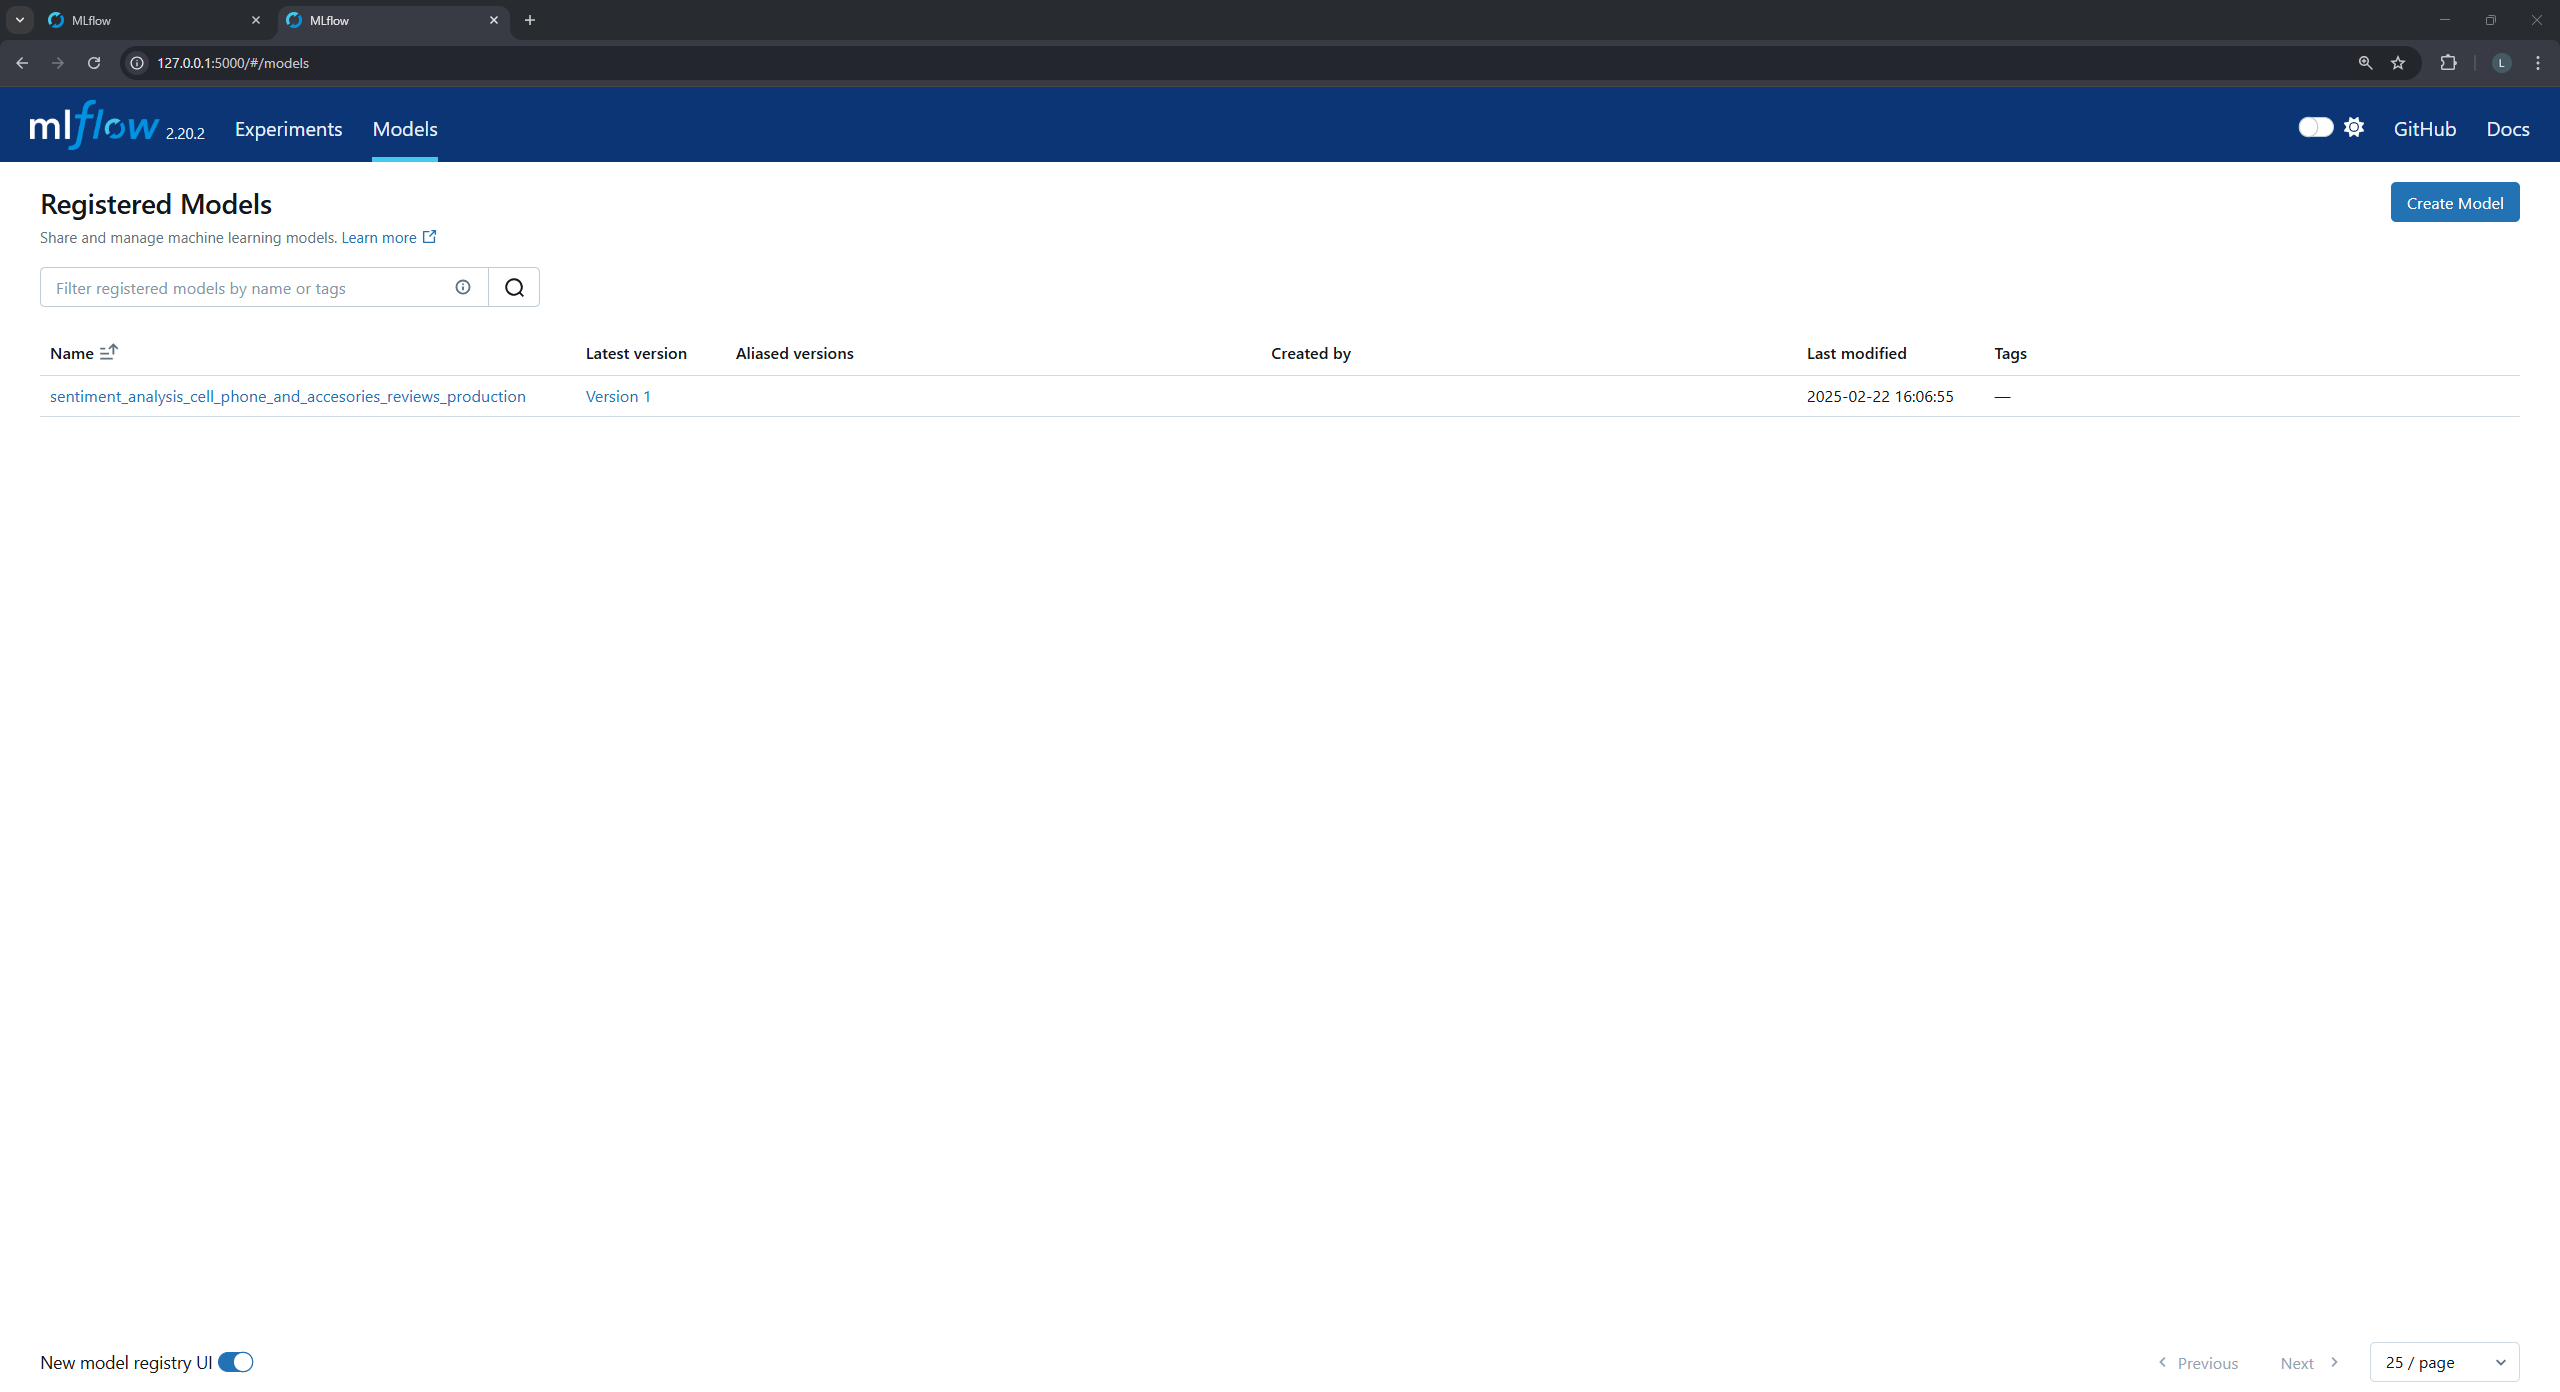 MLflow
MLflow
127.0.0.1:5000/#/models
L
mlflow 2.20.2 Experiments Models GitHub Docs
Registered Models
Create Model
Share and manage machine learning models. Learn more
Filter registered models by name or tags
Name Latest version Aliased versions Created by Last modified Tags
sentiment_analysis_cell_phone_and_accesories_reviews_production Version 1 2025-02-22 16:06:55 —
New model registry UI Previous Next 25 / page